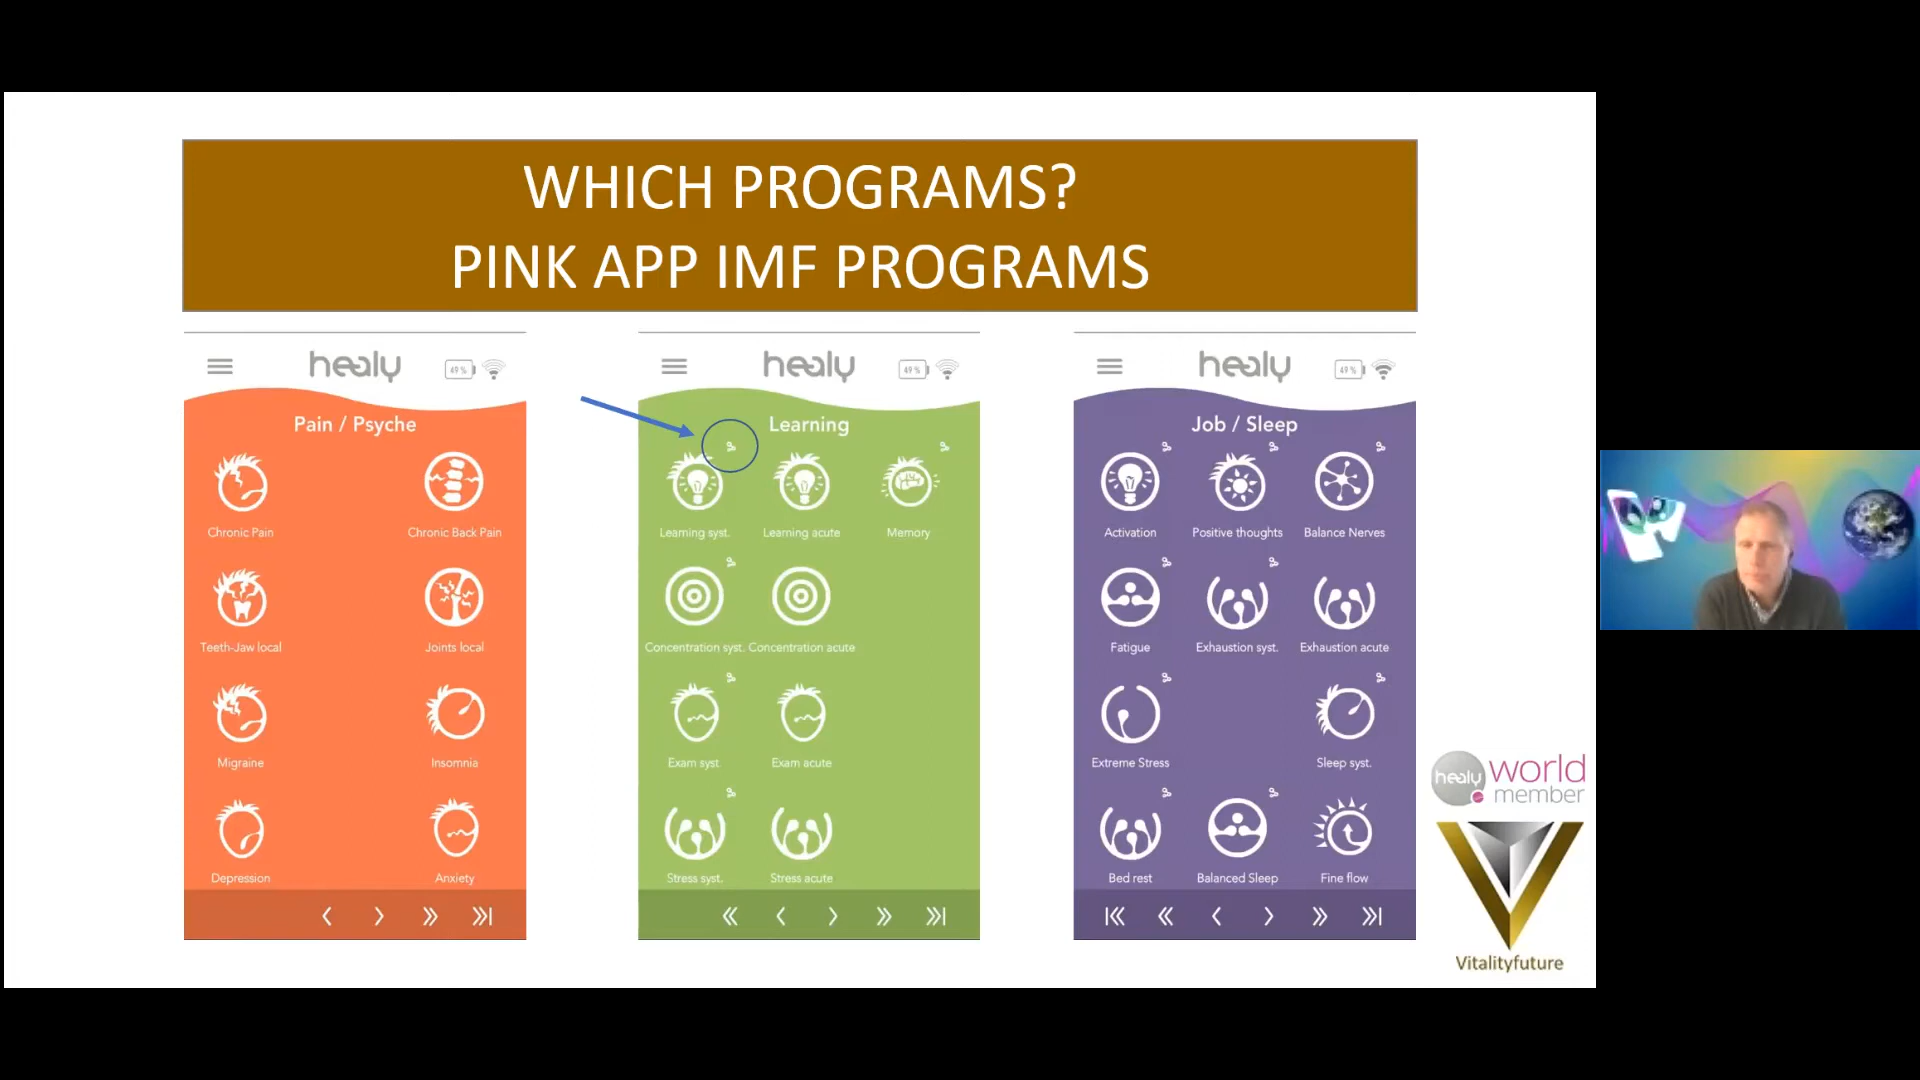 WHICH PROGRAMS?
PINK APP IMF PROGRAMS
healy
49 %
Pain / Psyche
Chronic Pain
Chronic Back Pain
Teeth-Jaw local
Joints local
Migraine
Insomnia
Depression
Anxiety
healy
49 %
Learning
Learning syst.
Learning acute
Memory
Concentration syst.
Concentration acute
Exam syst.
Exam acute
Stress syst.
Stress acute
healy
49 %
Job / Sleep
Activation
Positive thoughts
Balance Nerves
Fatigue
Exhaustion syst.
Exhaustion acute
Extreme Stress
Sleep syst.
Bed rest
Balanced Sleep
Fine flow
healy world
member
Vitalityfuture